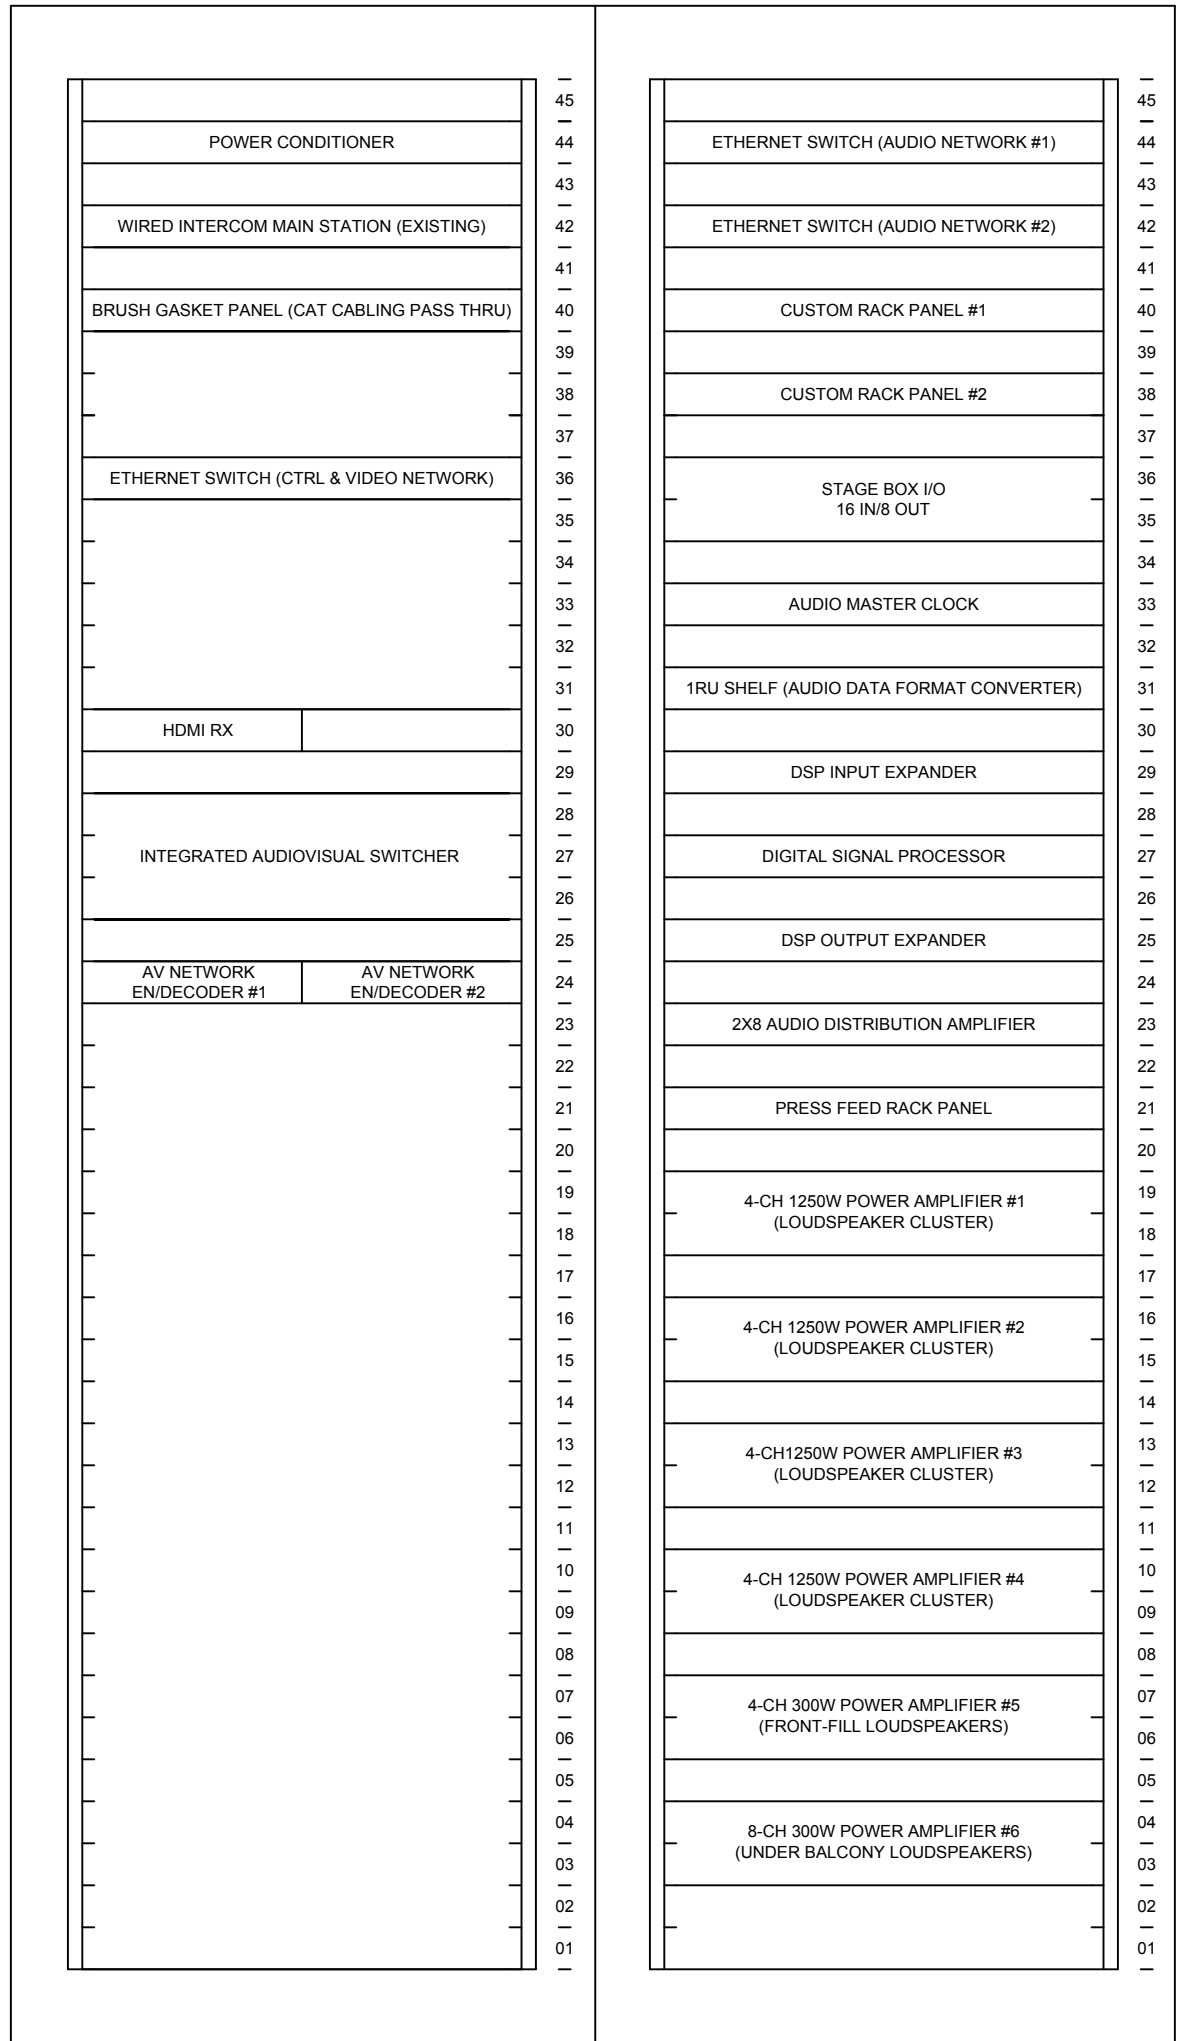 45
POWER CONDITIONER
44
43
WIRED INTERCOM MAIN STATION (EXISTING)
42
41
BRUSH GASKET PANEL (CAT CABLING PASS THRU)
40
39
38
37
ETHERNET SWITCH (CTRL & VIDEO NETWORK)
36
35
34
33
32
31
HDMI RX
30
29
28
INTEGRATED AUDIOVISUAL SWITCHER
27
26
25
AV NETWORK
EN/DECODER #1
AV NETWORK
EN/DECODER #2
24
23
22
21
20
19
18
17
16
15
14
13
12
11
10
09
08
07
06
05
04
03
02
01
45
ETHERNET SWITCH (AUDIO NETWORK #1)
44
43
ETHERNET SWITCH (AUDIO NETWORK #2)
42
41
CUSTOM RACK PANEL #1
40
39
CUSTOM RACK PANEL #2
38
37
36
STAGE BOX I/O
16 IN/8 OUT
35
34
AUDIO MASTER CLOCK
33
32
1RU SHELF (AUDIO DATA FORMAT CONVERTER)
31
30
DSP INPUT EXPANDER
29
28
DIGITAL SIGNAL PROCESSOR
27
26
DSP OUTPUT EXPANDER
25
24
2X8 AUDIO DISTRIBUTION AMPLIFIER
23
22
PRESS FEED RACK PANEL
21
20
19
4-CH 1250W POWER AMPLIFIER #1
(LOUDSPEAKER CLUSTER)
18
17
16
4-CH 1250W POWER AMPLIFIER #2
(LOUDSPEAKER CLUSTER)
15
14
13
4-CH1250W POWER AMPLIFIER #3
(LOUDSPEAKER CLUSTER)
12
11
10
4-CH 1250W POWER AMPLIFIER #4
(LOUDSPEAKER CLUSTER)
09
08
07
4-CH 300W POWER AMPLIFIER #5
(FRONT-FILL LOUDSPEAKERS)
06
05
04
8-CH 300W POWER AMPLIFIER #6
(UNDER BALCONY LOUDSPEAKERS)
03
02
01